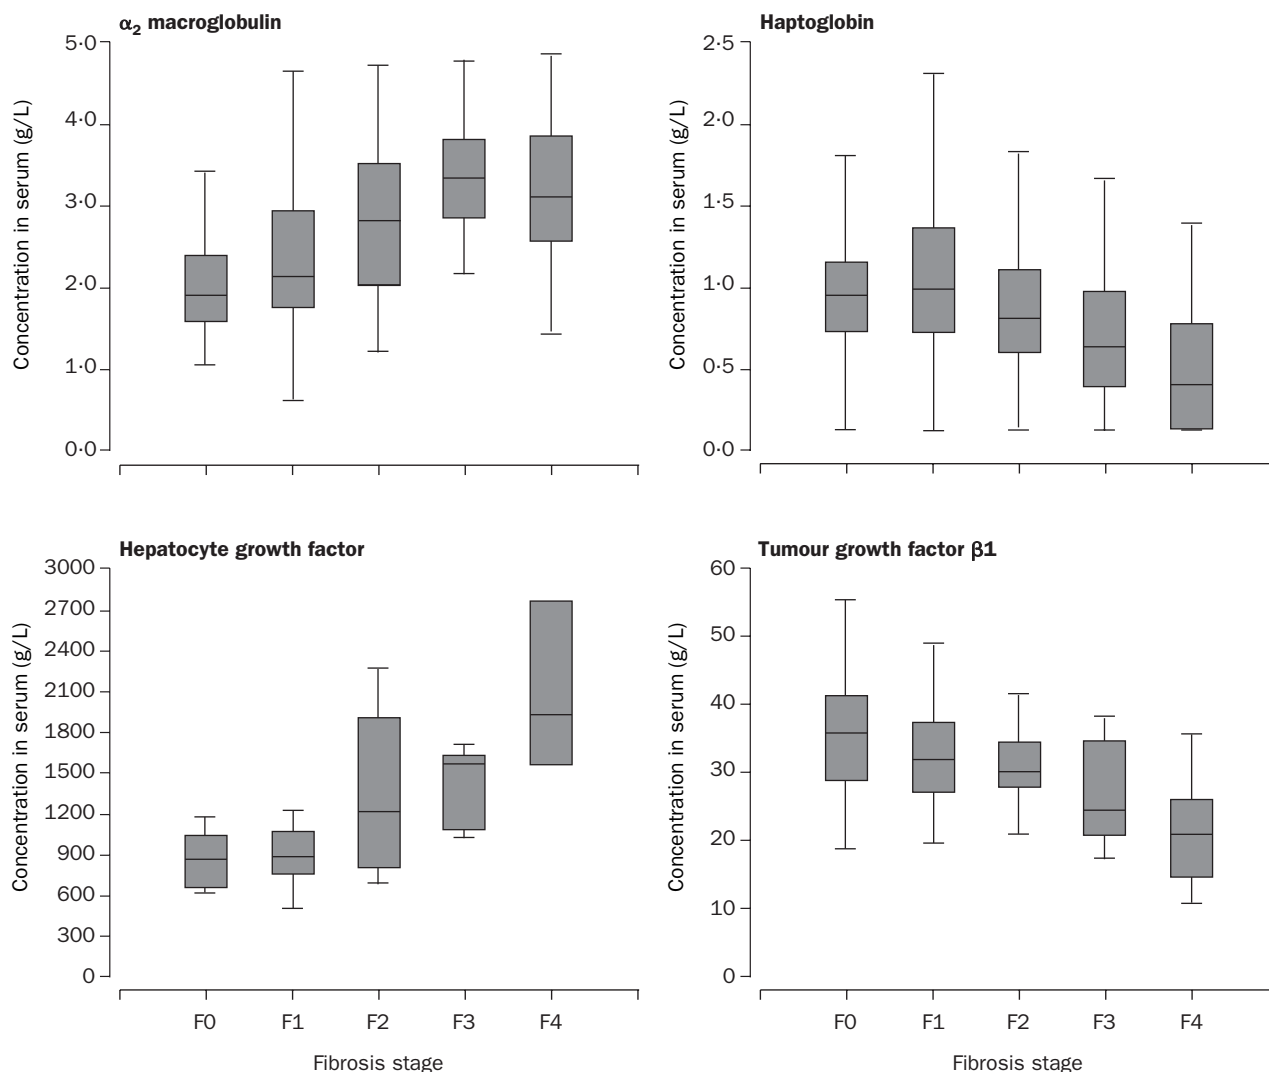 α2 macroglobulin
Concentration in serum (g/L)
5·0
4·0
3·0
2·0
1·0
0·0
Haptoglobin
Concentration in serum (g/L)
2·5
2·0
1·5
1·0
0·5
0·0
Hepatocyte growth factor
Concentration in serum (g/L)
3000
2700
2400
2100
1800
1500
1200
900
600
300
0
F0 F1 F2 F3 F4
Fibrosis stage
Tumour growth factor β1
Concentration in serum (g/L)
60
50
40
30
20
10
0
F0 F1 F2 F3 F4
Fibrosis stage